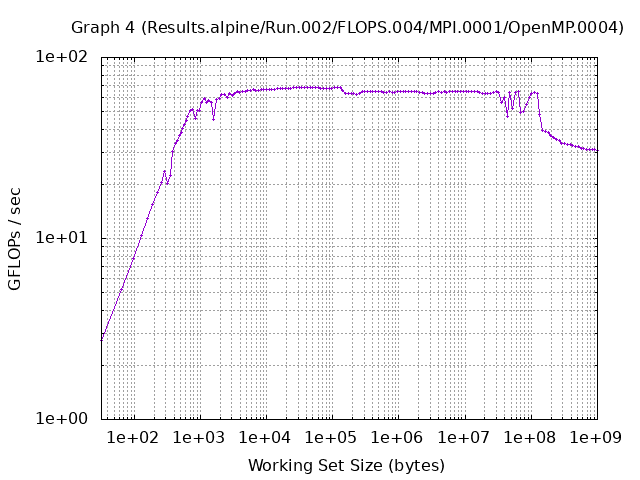 Graph 4 (Results.alpine/Run.002/FLOPS.004/MPI.0001/OpenMP.0004)
1e+02
1e+01
1e+00
GFLOPs / sec
1e+02 1e+03 1e+04 1e+05 1e+06 1e+07 1e+08 1e+09
Working Set Size (bytes)